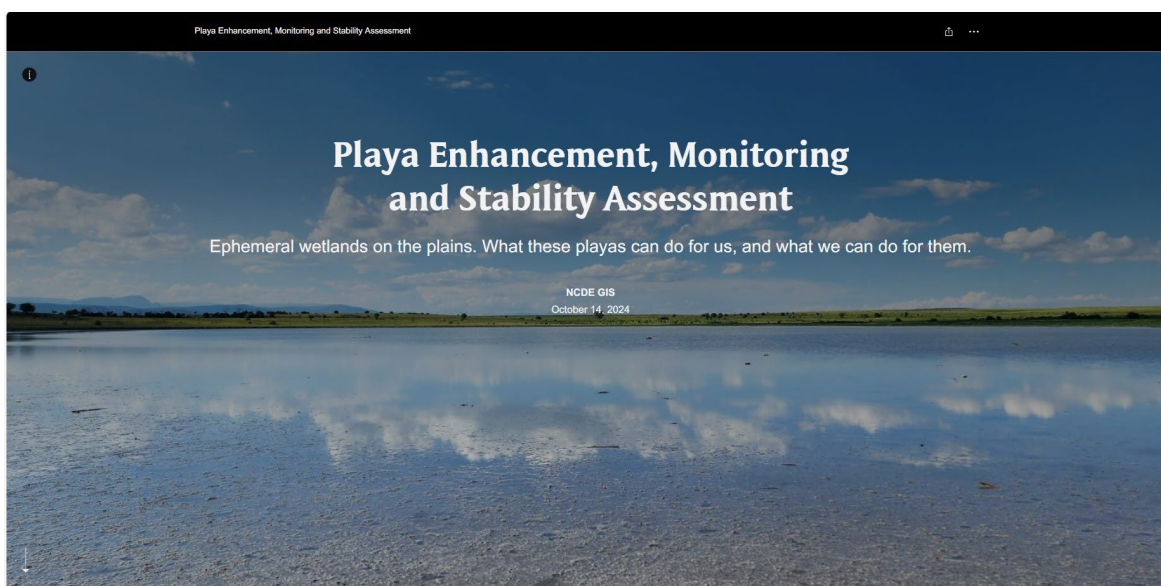 Playa Enhancement, Monitoring and Stability Assessment
Playa Enhancement, Monitoring
and Stability Assessment
Ephemeral wetlands on the plains. What these playas can do for us, and what we can do for them.
NCDE GIS
October 14, 2024